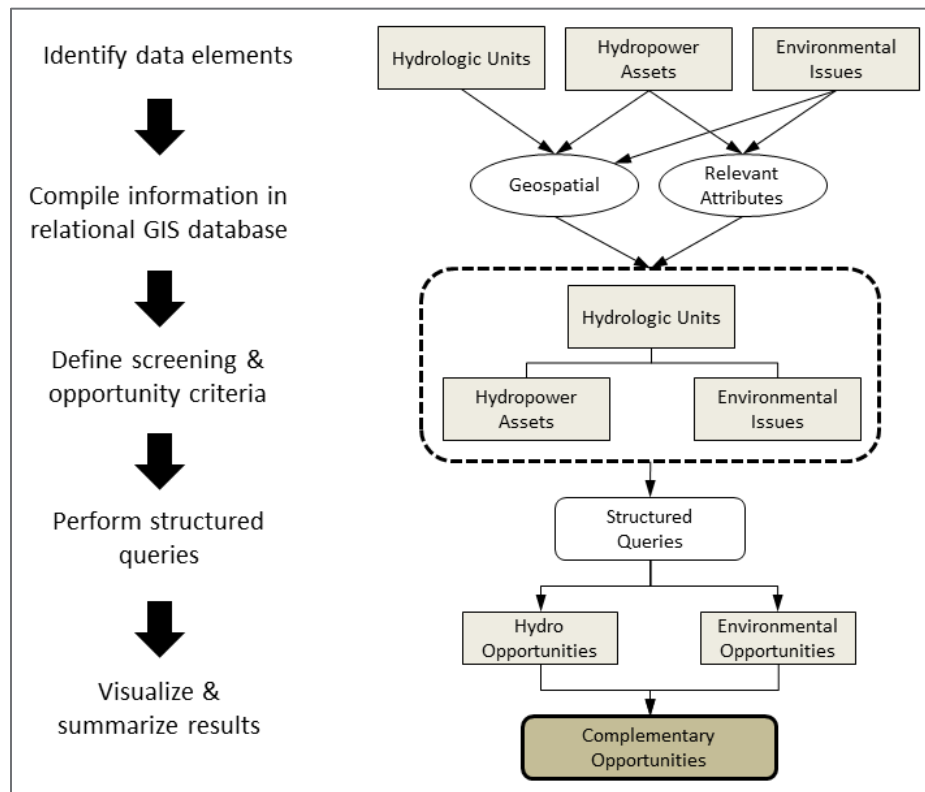 Identify data elements
Compile information in
relational GIS database
Define screening &
opportunity criteria
Perform structured
queries
Visualize &
summarize results
Hydrologic Units
Hydropower
Assets
Environmental
Issues
Geospatial
Relevant
Attributes
Hydrologic Units
Hydropower
Assets
Environmental
Issues
Structured
Queries
Hydro
Opportunities
Environmental
Opportunities
Complementary
Opportunities